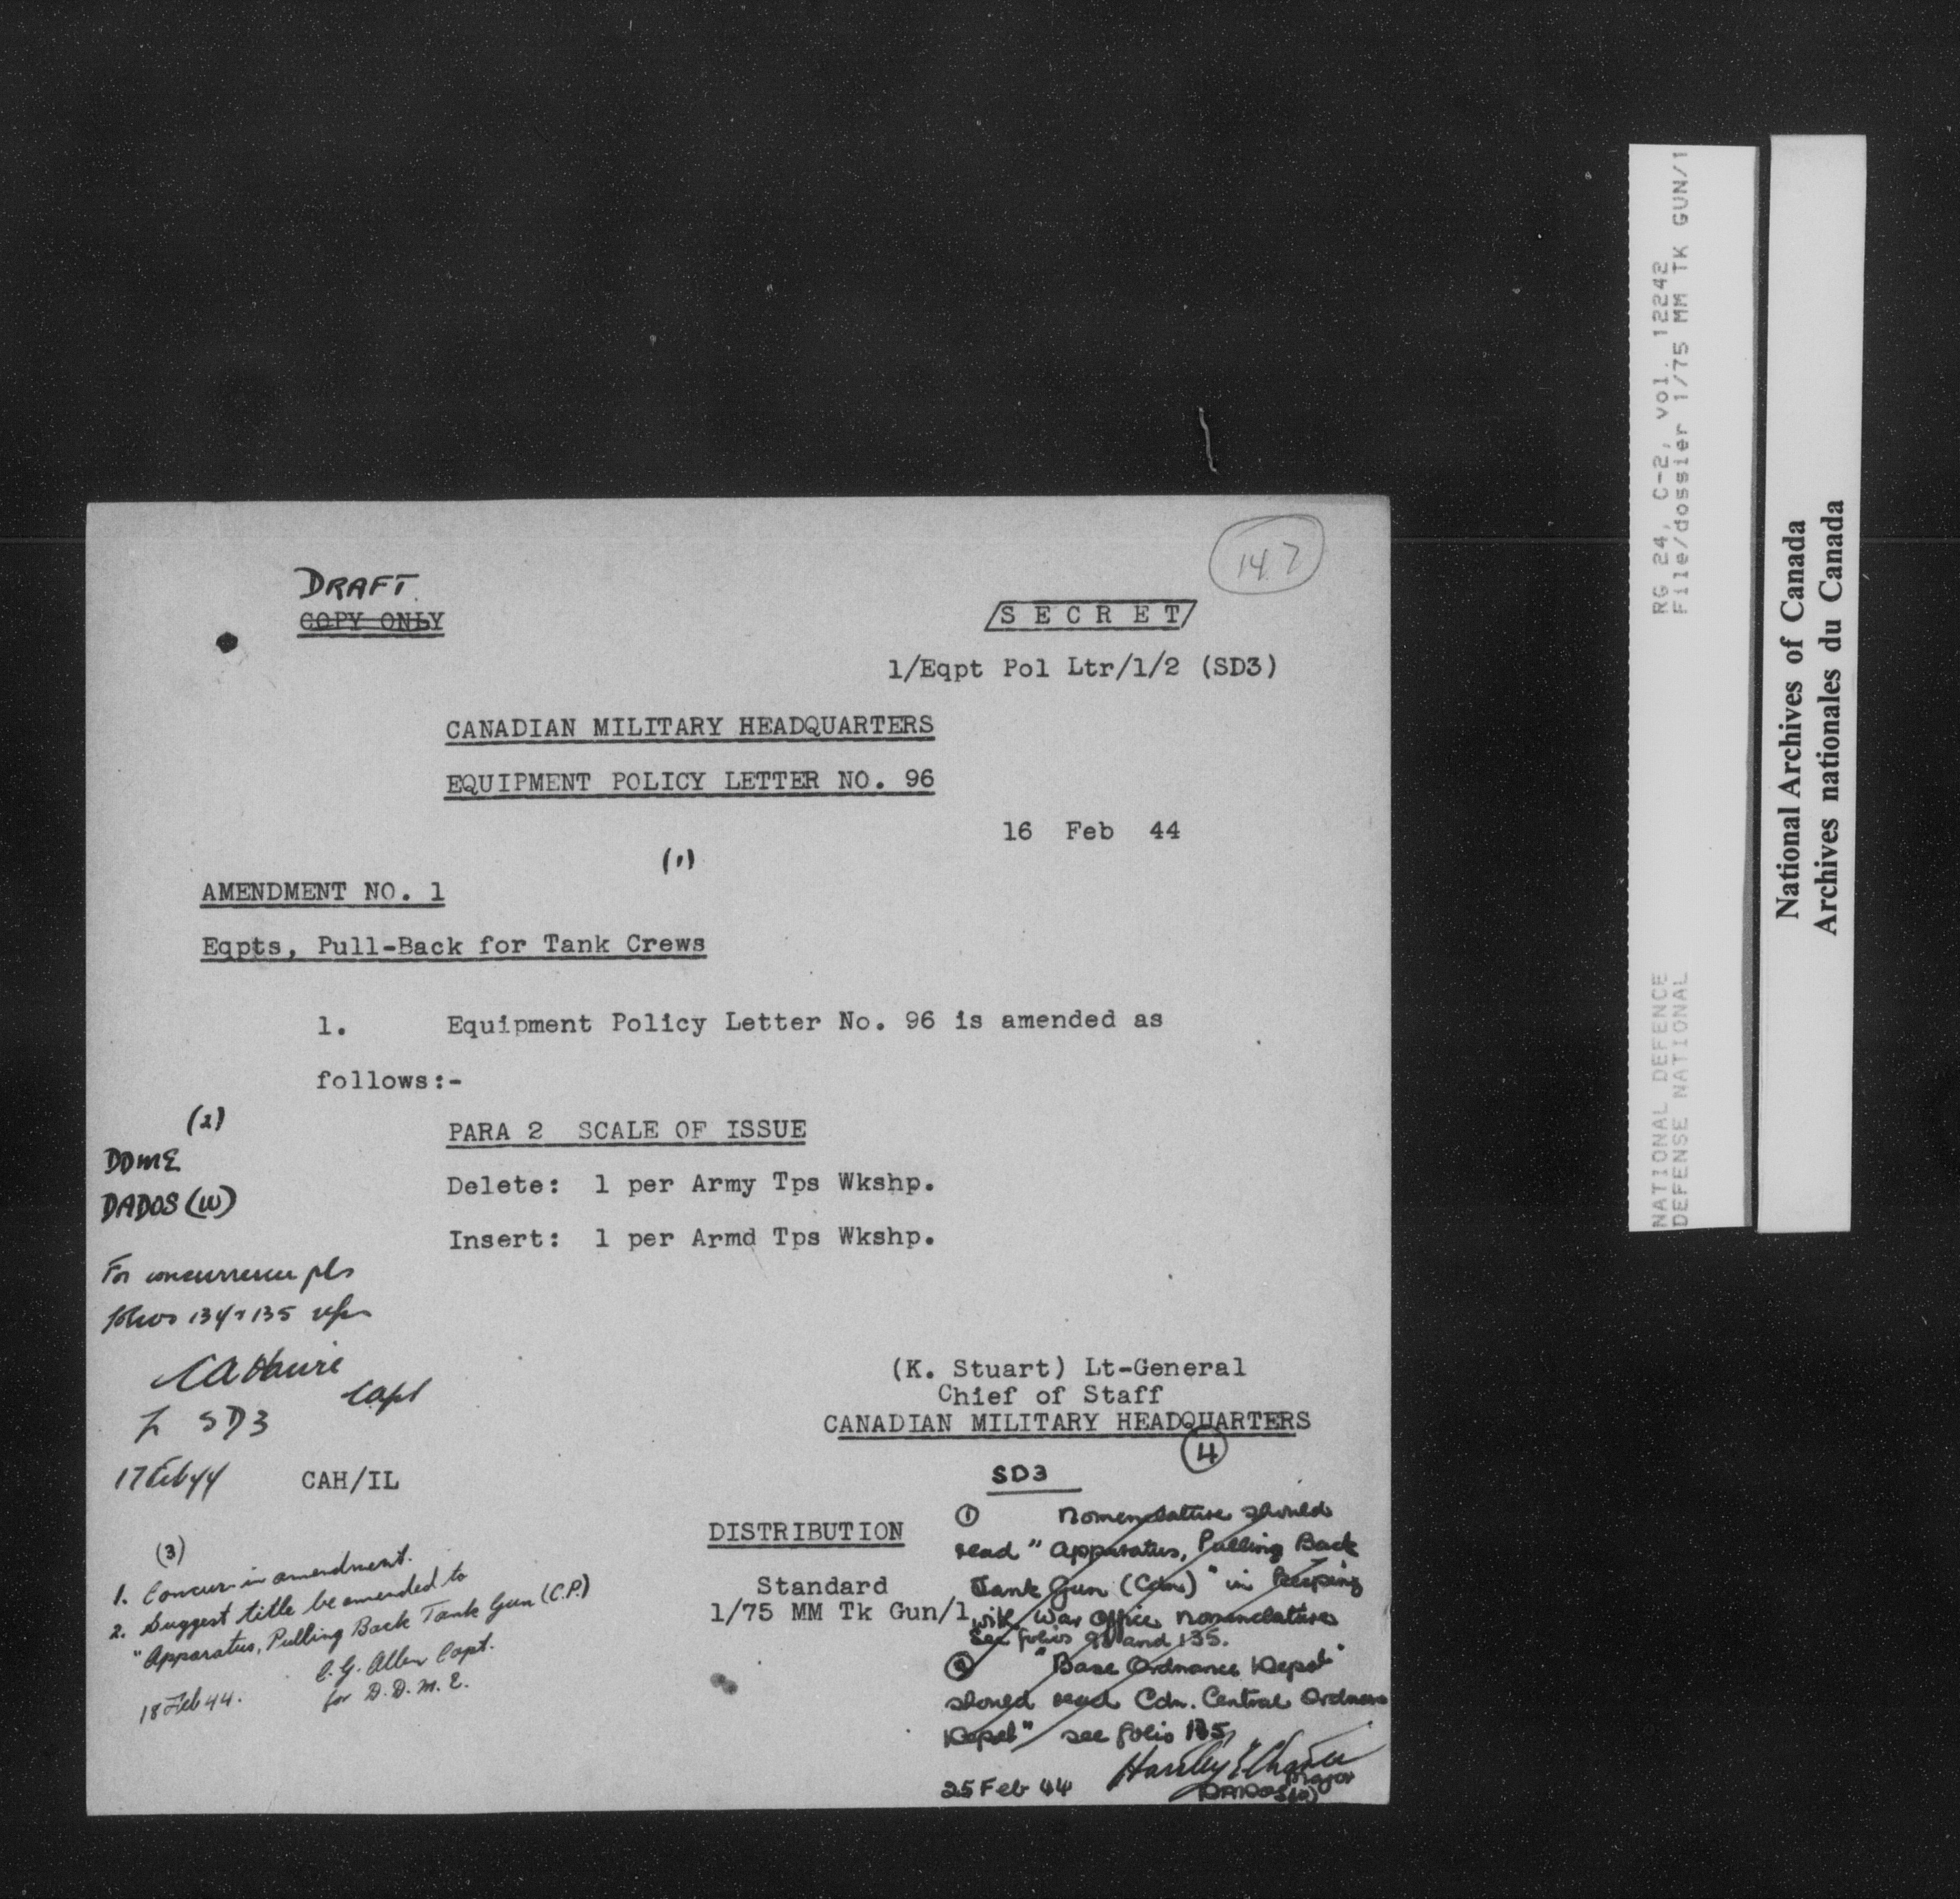 147
DRAFT
COPY ONLY
S E C R E T
1/Eqpt Pol Ltr/1/2 (SD3)
CANADIAN MILITARY HEADQUARTERS
EQUIPMENT POLICY LETTER NO. 96
16 Feb 44
(1)
AMENDMENT NO. 1
Eqpts, Pull-Back for Tank Crews
1. Equipment Policy Letter No. 96 is amended as
follows:-
PARA 2 SCALE OF ISSUE
Delete: 1 per Army Tps Wkshp.
Insert: 1 per Armd Tps Wkshp.
(2)
DDME
DADOS (W)
For concurrence pls
folios 134 & 135
Capt
SD3
17 Feb 44
CAH/IL
(K. Stuart) Lt-General
Chief of Staff
CANADIAN MILITARY HEADQUARTERS
DISTRIBUTION
Standard
1/75 MM Tk Gun/1
(3)
1. Concur in amendment.
2. Suggest title be amended to
"Apparatus, Pulling Back Tank Gun (C.P.)
C. G. Allen Capt.
for D.D.M.E.
18 Feb 44.
4
SD3
1 Nomenclature should
read "Apparatus, Pulling Back
Tank Gun (Cdn)" in keeping
with War Office nomenclature
See folios and 135.
2 "Base Ordnance Depot"
should read Cdn. Central Ordnance
Depot" see folio 135
Major
DADOS (W)
25 Feb 44
RG 24, C-2, vol. 12242
File/dossier 1/75 MM TK GUN/1
NATIONAL DEFENCE
DEFENSE NATIONAL
National Archives of Canada
Archives nationales du Canada